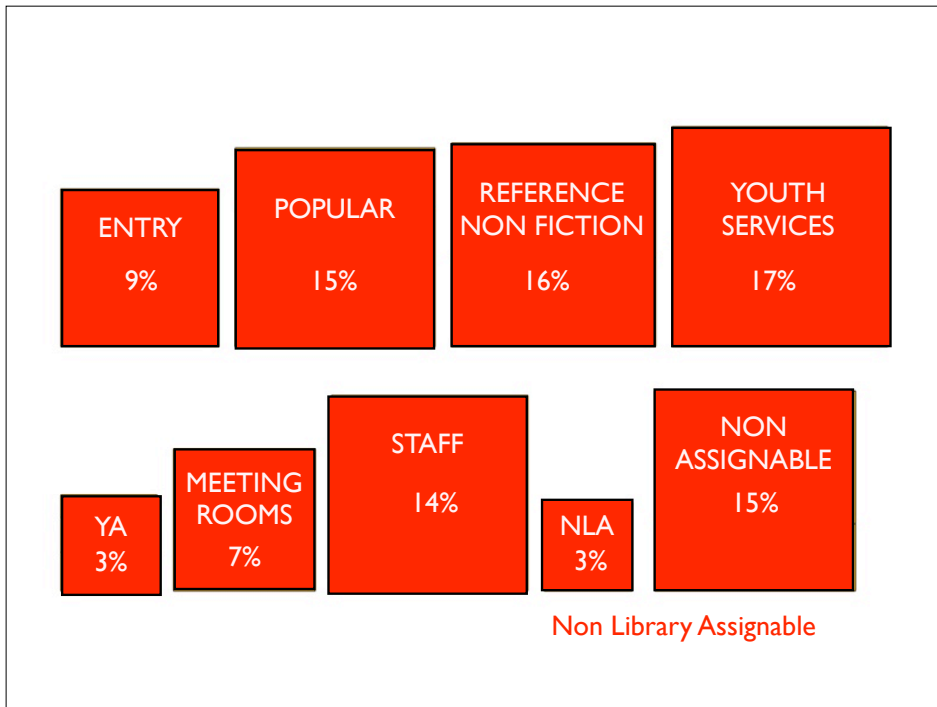 ENTRY
9%
POPULAR
15%
REFERENCE
NON FICTION
16%
YOUTH
SERVICES
17%
YA
3%
MEETING
ROOMS
7%
STAFF
14%
NLA
3%
NON
ASSIGNABLE
15%
Non Library Assignable